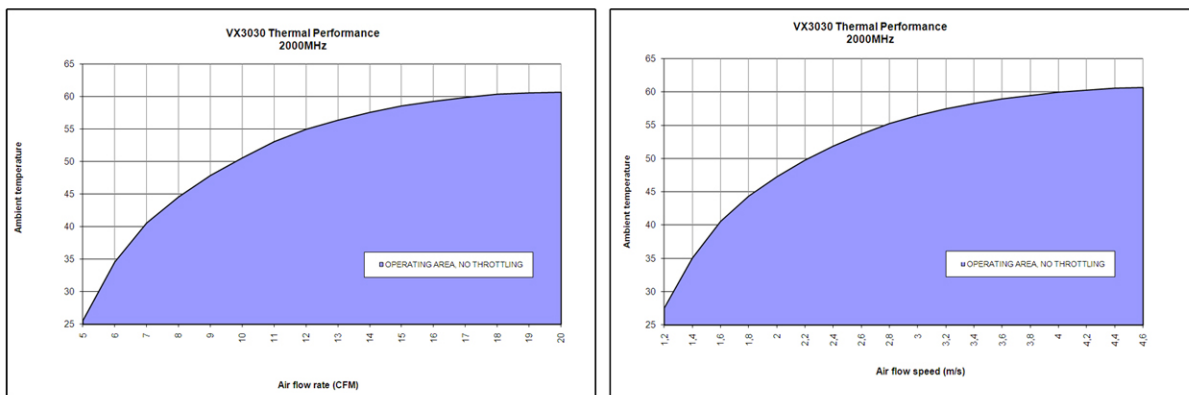 VX3030 Thermal Performance
2000MHz
65
60
55
50
45
40
35
30
25
Ambient temperature
OPERATING AREA, NO THROTTLING
5 6 7 8 9 10 11 12 13 14 15 16 17 18 19 20
Air flow rate (CFM)
VX3030 Thermal Performance
2000MHz
65
60
55
50
45
40
35
30
25
Ambient temperature
OPERATING AREA, NO THROTTLING
1,2 1,4 1,6 1,8 2 2,2 2,4 2,6 2,8 3 3,2 3,4 3,6 3,8 4 4,2 4,4 4,6
Air flow speed (m/s)